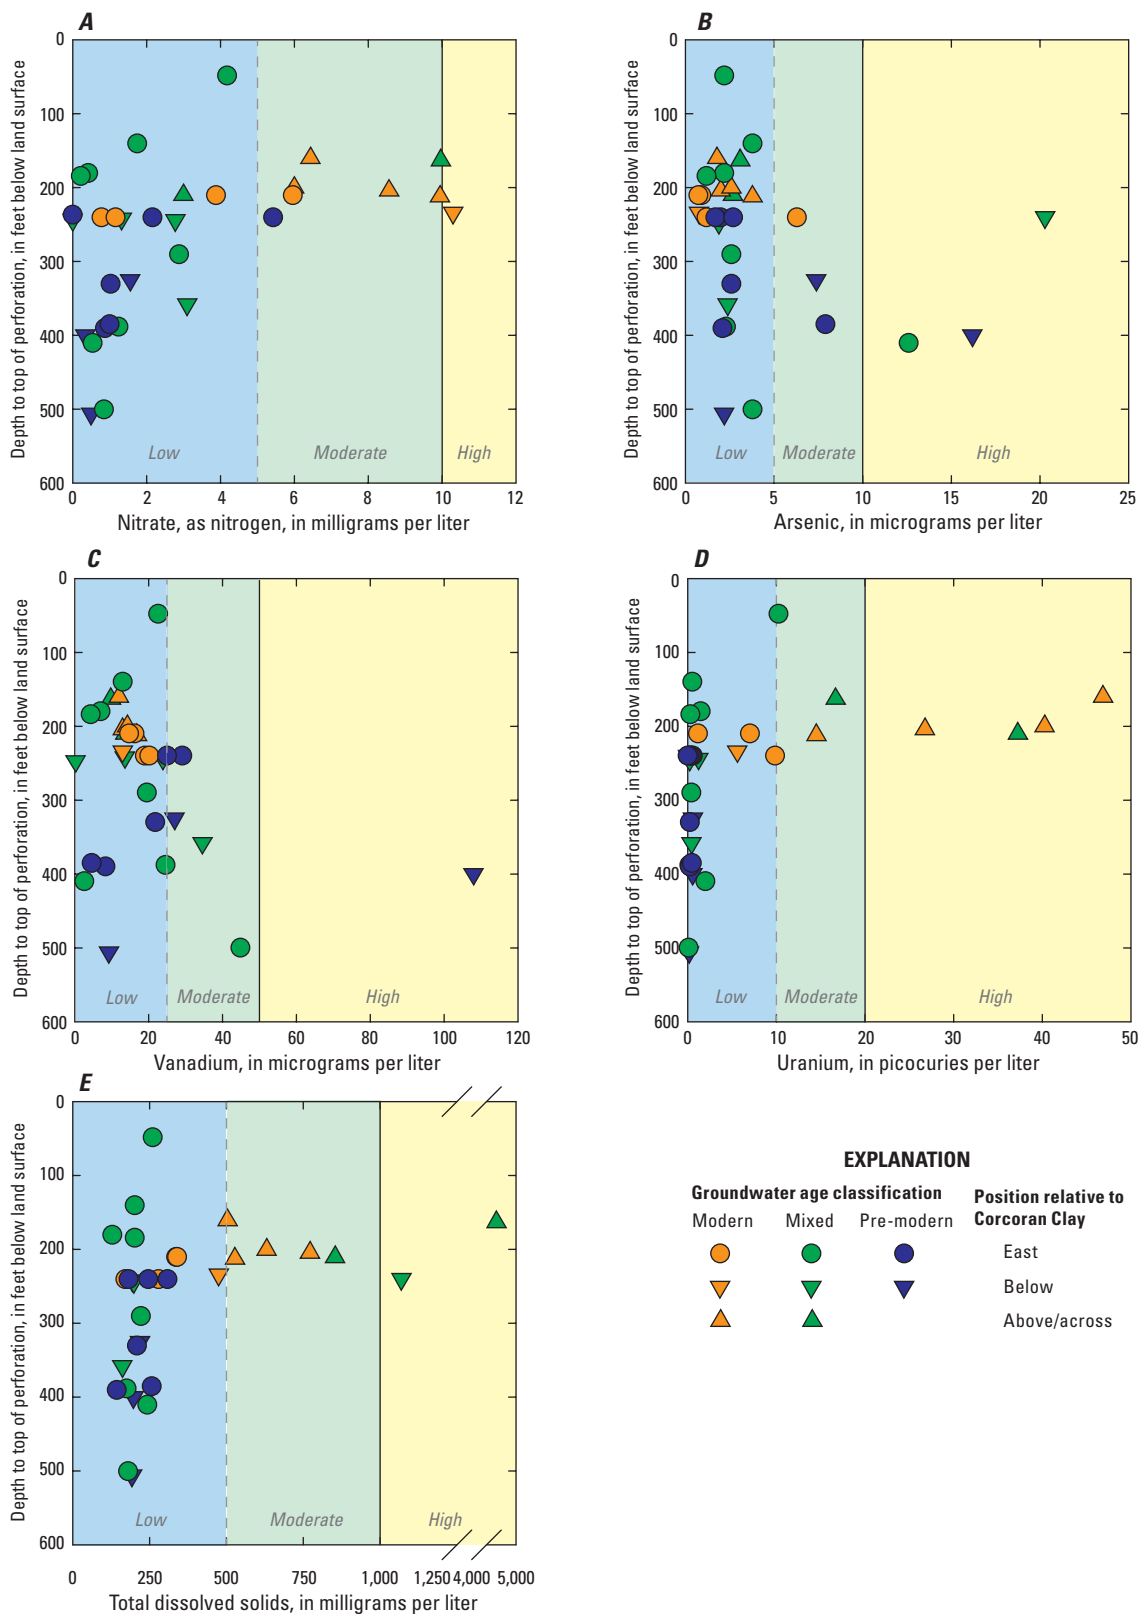 A
0
100
200
300
400
500
600
Depth to top of perforation, in feet below land surface
Low
Moderate
High
0 2 4 6 8 10 12
Nitrate, as nitrogen, in milligrams per liter
B
0
100
200
300
400
500
600
Depth to top of perforation, in feet below land surface
Low
Moderate
High
0 5 10 15 20 25
Arsenic, in micrograms per liter
C
0
100
200
300
400
500
600
Depth to top of perforation, in feet below land surface
Low
Moderate
High
0 20 40 60 80 100 120
Vanadium, in micrograms per liter
D
0
100
200
300
400
500
600
Depth to top of perforation, in feet below land surface
Low
Moderate
High
0 10 20 30 40 50
Uranium, in picocuries per liter
E
0
100
200
300
400
500
600
Depth to top of perforation, in feet below land surface
Low
Moderate
High
0 250 500 750 1,000 1,250 4,000 5,000
Total dissolved solids, in milligrams per liter
EXPLANATION
Groundwater age classification
Modern Mixed Pre-modern
Position relative to
Corcoran Clay
East
Below
Above/across